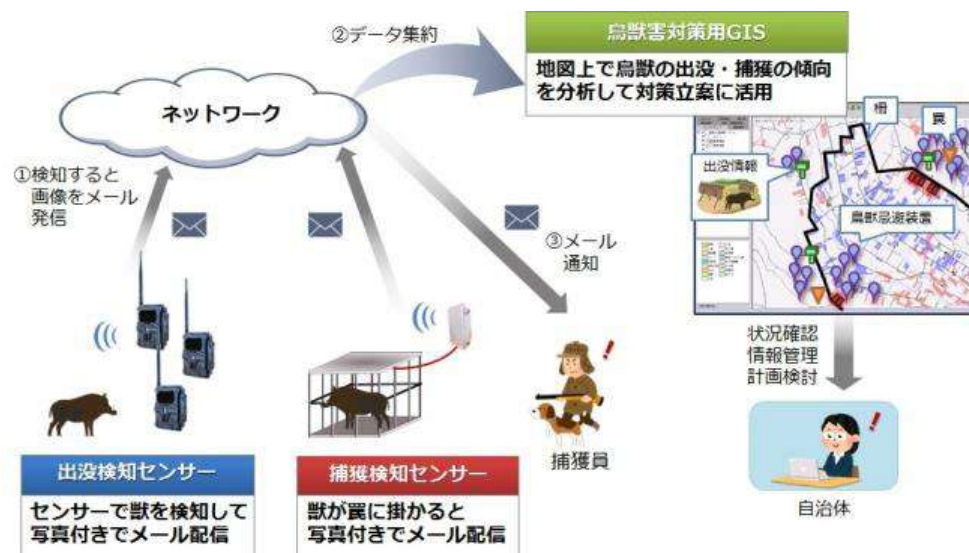 ②データ集約
鳥獣害対策用GIS
地図上で鳥獣の出没・捕獲の傾向
を分析して対策立案に活用
ネットワーク
柵
罠
①検知すると
画像をメール
発信
出没情報
鳥獣忌避装置
③メール
通知
状況確認
情報管理
計画検討
捕獲員
出没検知センサー
センサーで獣を検知して
写真付きでメール配信
捕獲検知センサー
獣が罠に掛かると
写真付きでメール配信
自治体